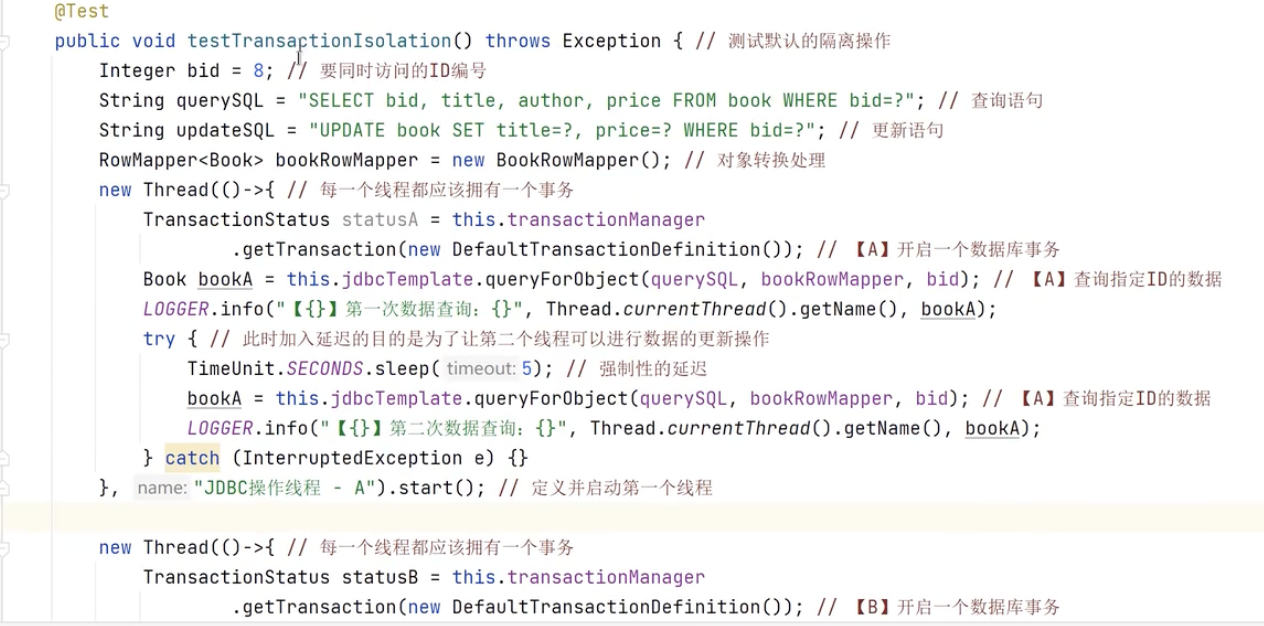 @Test
public void testTransactionIsolation() throws Exception { // 测试默认的隔离操作
Integer bid = 8; // 要同时访问的ID编号
String querySQL = "SELECT bid, title, author, price FROM book WHERE bid=?"; // 查询语句
String updateSQL = "UPDATE book SET title=?, price=? WHERE bid=?"; // 更新语句
RowMapper<Book> bookRowMapper = new BookRowMapper(); // 对象转换处理
new Thread(()->{ // 每一个线程都应该拥有一个事务
TransactionStatus statusA = this.transactionManager
.getTransaction(new DefaultTransactionDefinition()); // 【A】开启一个数据库事务
Book bookA = this.jdbcTemplate.queryForObject(querySQL, bookRowMapper, bid); // 【A】查询指定ID的数据
LOGGER.info("【{}】第一次数据查询：{}", Thread.currentThread().getName(), bookA);
try { // 此时加入延迟的目的是为了让第二个线程可以进行数据的更新操作
TimeUnit.SECONDS.sleep( timeout: 5); // 强制性的延迟
bookA = this.jdbcTemplate.queryForObject(querySQL, bookRowMapper, bid); // 【A】查询指定ID的数据
LOGGER.info("【{}】第二次数据查询：{}", Thread.currentThread().getName(), bookA);
} catch (InterruptedException e) {}
}, name: "JDBC操作线程 - A").start(); // 定义并启动第一个线程
new Thread(()->{ // 每一个线程都应该拥有一个事务
TransactionStatus statusB = this.transactionManager
.getTransaction(new DefaultTransactionDefinition()); // 【B】开启一个数据库事务